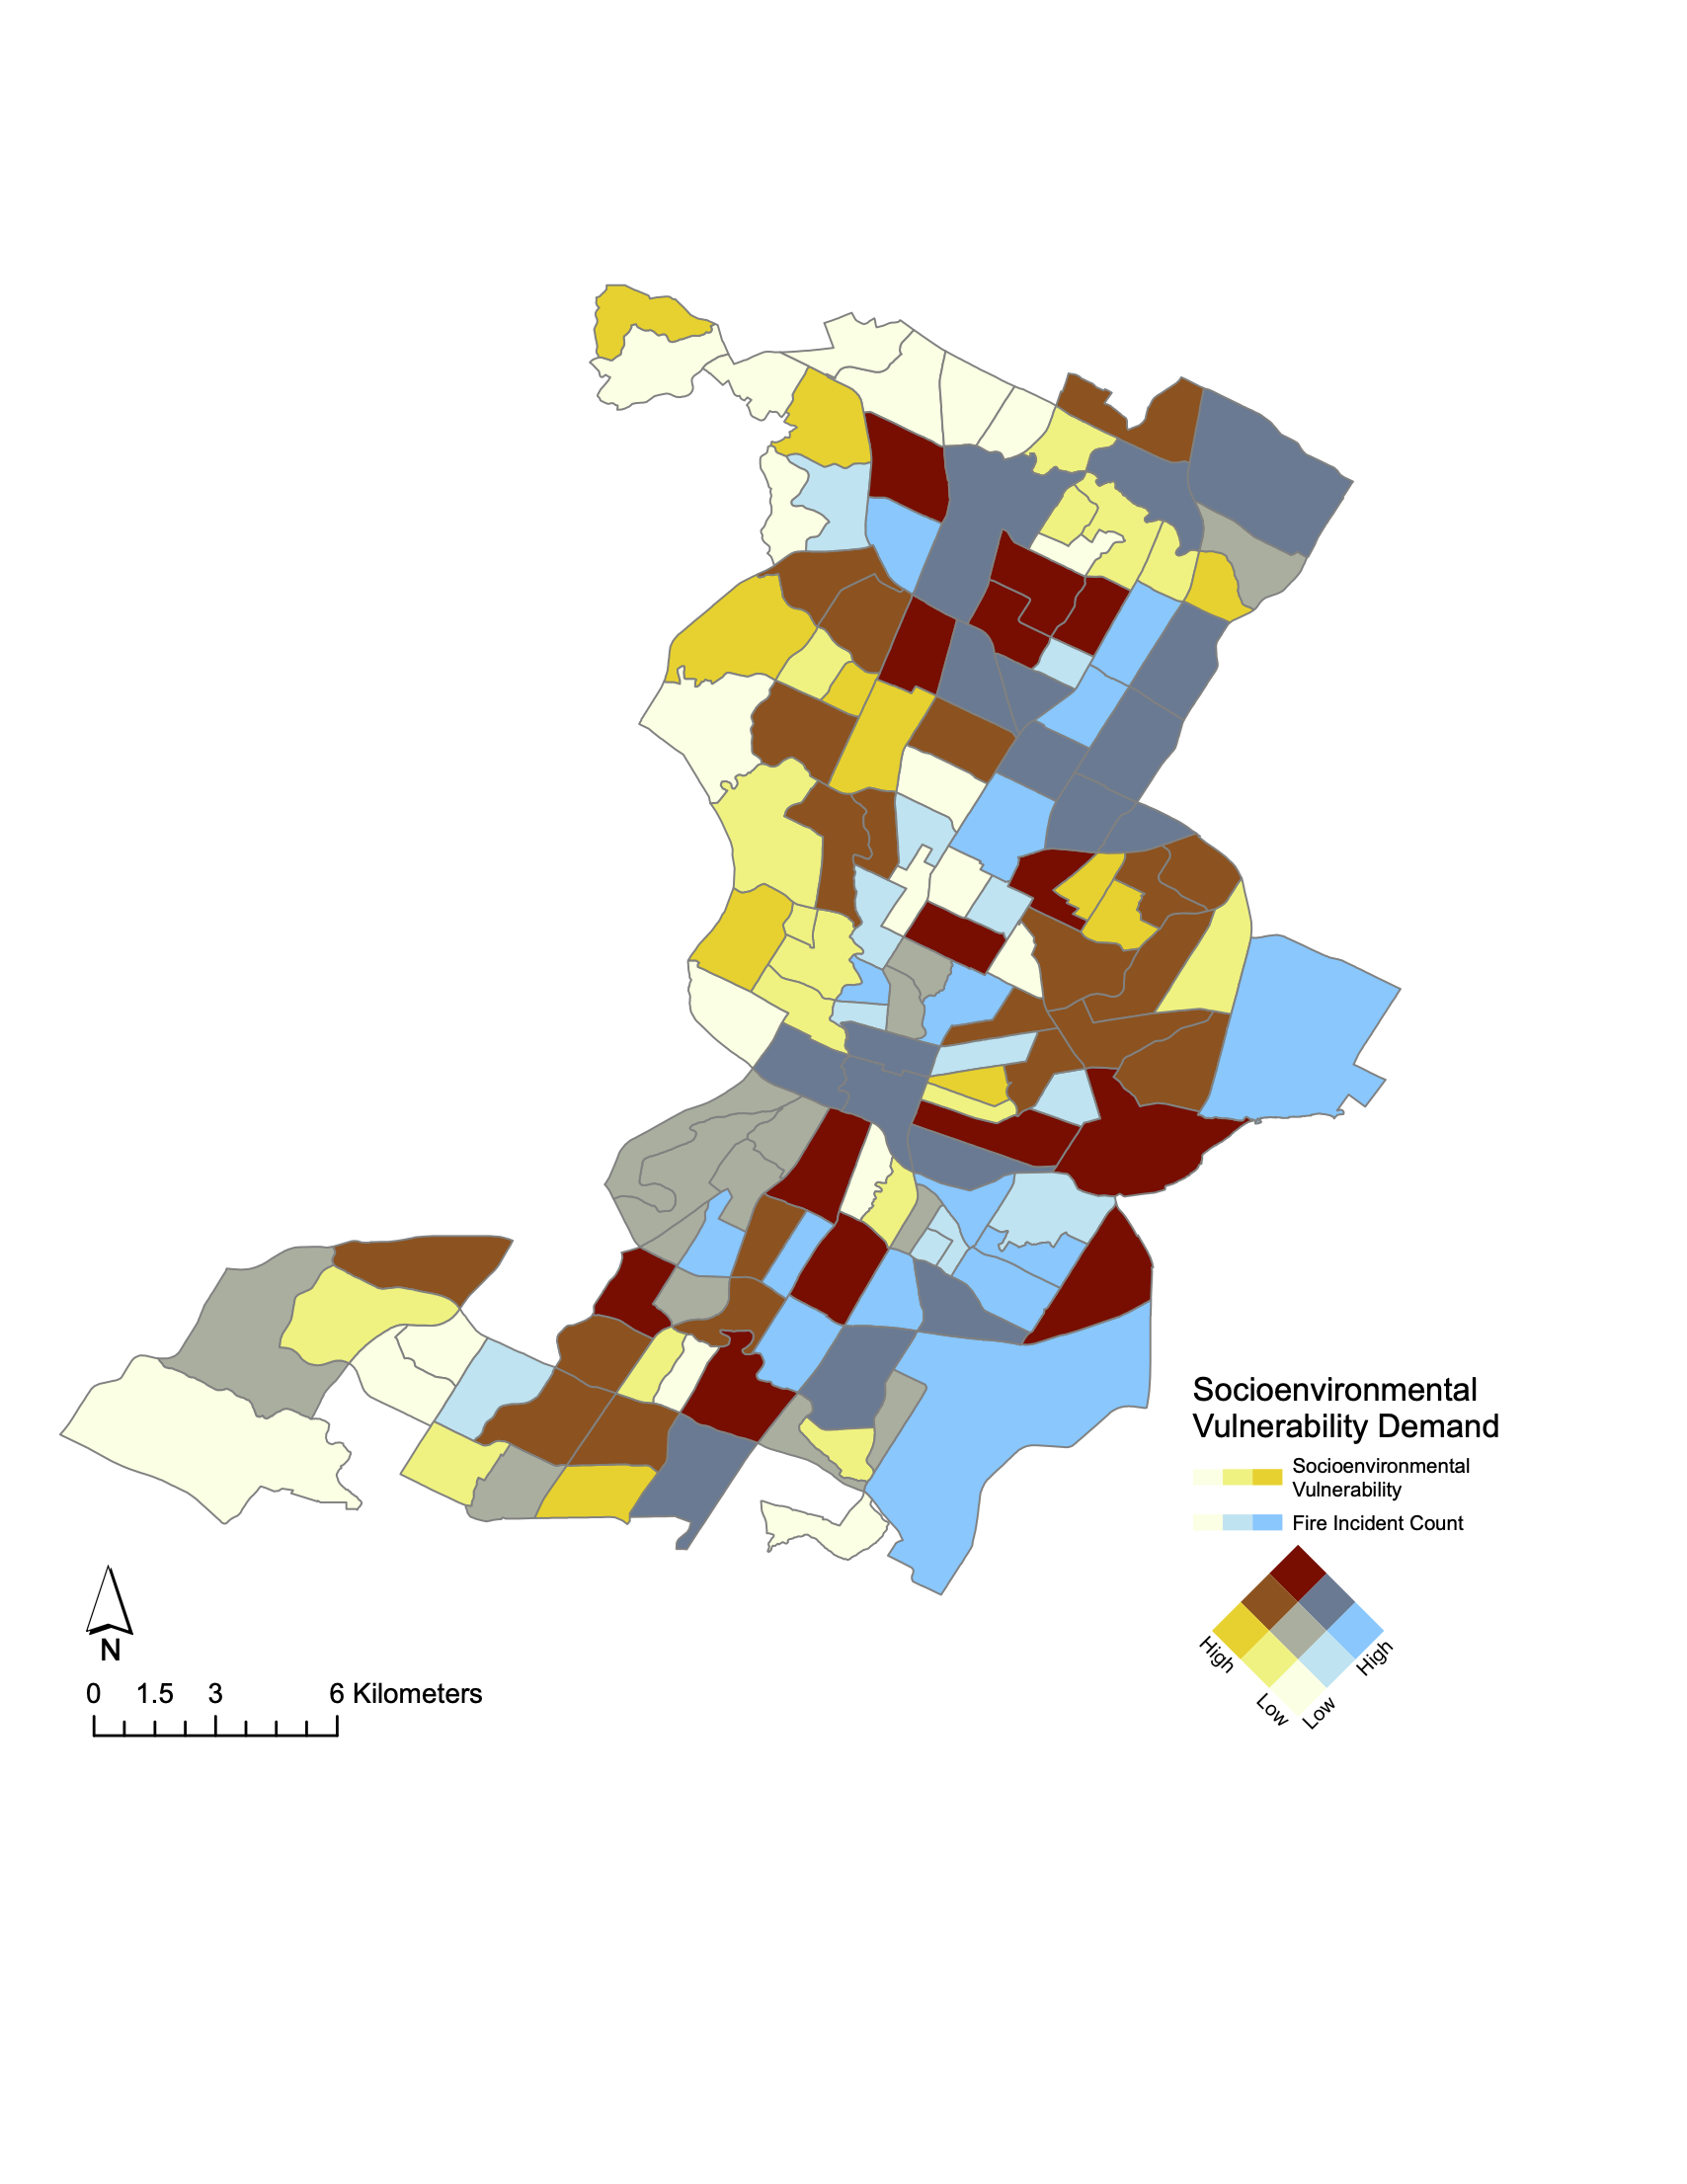 Socioenvironmental
Vulnerability Demand
Socioenvironmental
Vulnerability
Fire Incident Count
High
High
Low
Low
N
0 1.5 3 6 Kilometers